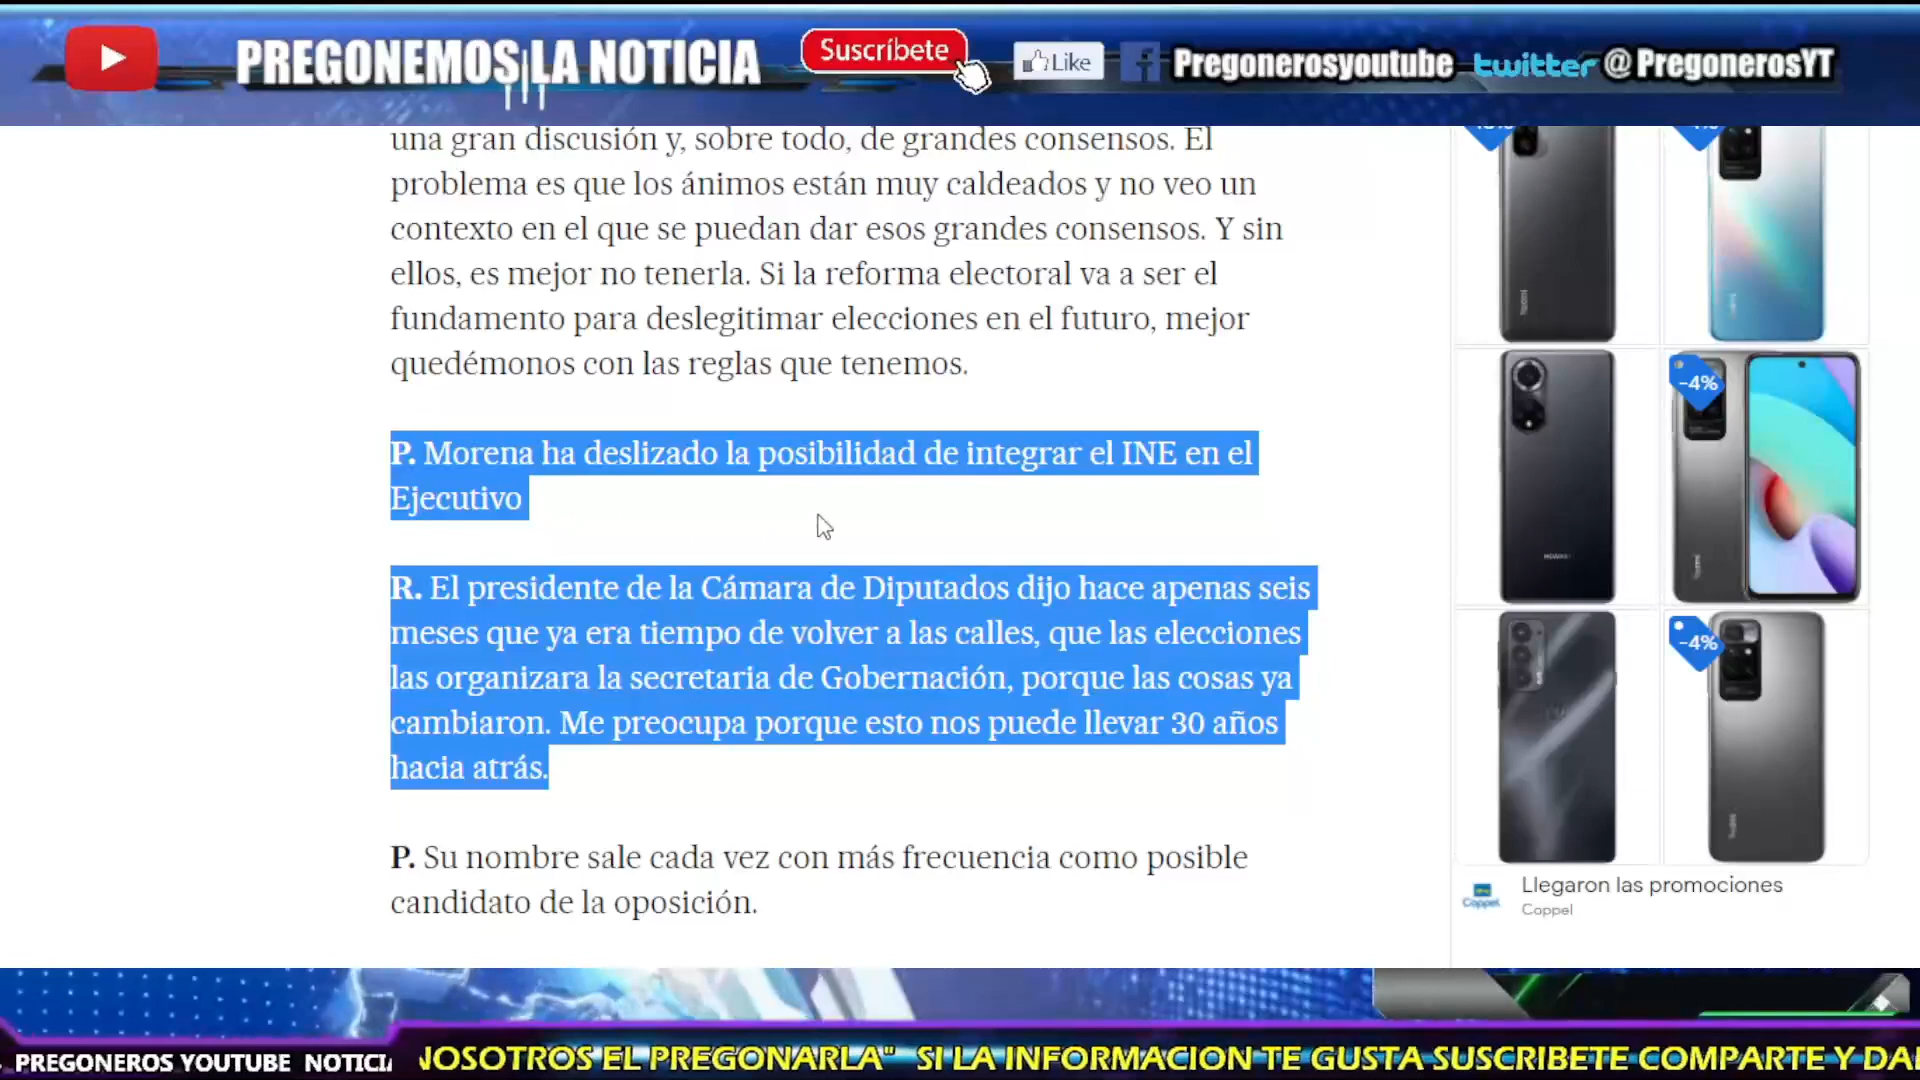 PREGONEMOS LA NOTICIA
Suscríbete
Like
Pregonerosyoutube
twitter @PregonerosYT
una gran discusión y, sobre todo, de grandes consensos. El
problema es que los ánimos están muy caldeados y no veo un
contexto en el que se puedan dar esos grandes consensos. Y sin
ellos, es mejor no tenerla. Si la reforma electoral va a ser el
fundamento para deslegitimar elecciones en el futuro, mejor
quedémonos con las reglas que tenemos.
P. Morena ha deslizado la posibilidad de integrar el INE en el
Ejecutivo
R. El presidente de la Cámara de Diputados dijo hace apenas seis
meses que ya era tiempo de volver a las calles, que las elecciones
las organizara la secretaria de Gobernación, porque las cosas ya
cambiaron. Me preocupa porque esto nos puede llevar 30 años
hacia atrás.
P. Su nombre sale cada vez con más frecuencia como posible
candidato de la oposición.
-4%
HUAWEI
-4%
Llegaron las promociones
Coppel
Coppel
PREGONEROS YOUTUBE NOTICI
NOSOTROS EL PREGONARLA" SI LA INFORMACION TE GUSTA SUSCRIBETE COMPARTE Y DA